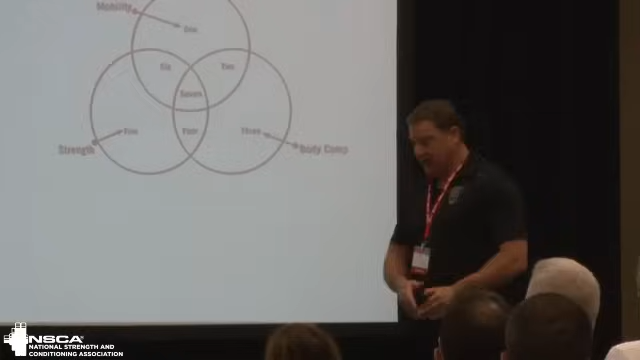 Mobility
One
Six
Two
Seven
Five
Four
Three
Strength
Body Comp
NSCA
NATIONAL STRENGTH AND
CONDITIONING ASSOCIATION